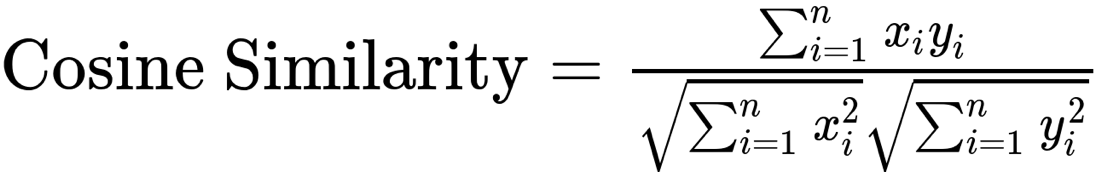 Cosine Similarity = \frac{\sum_{i=1}^{n} x_i y_i}{\sqrt{\sum_{i=1}^{n} x_i^2} \sqrt{\sum_{i=1}^{n} y_i^2}}